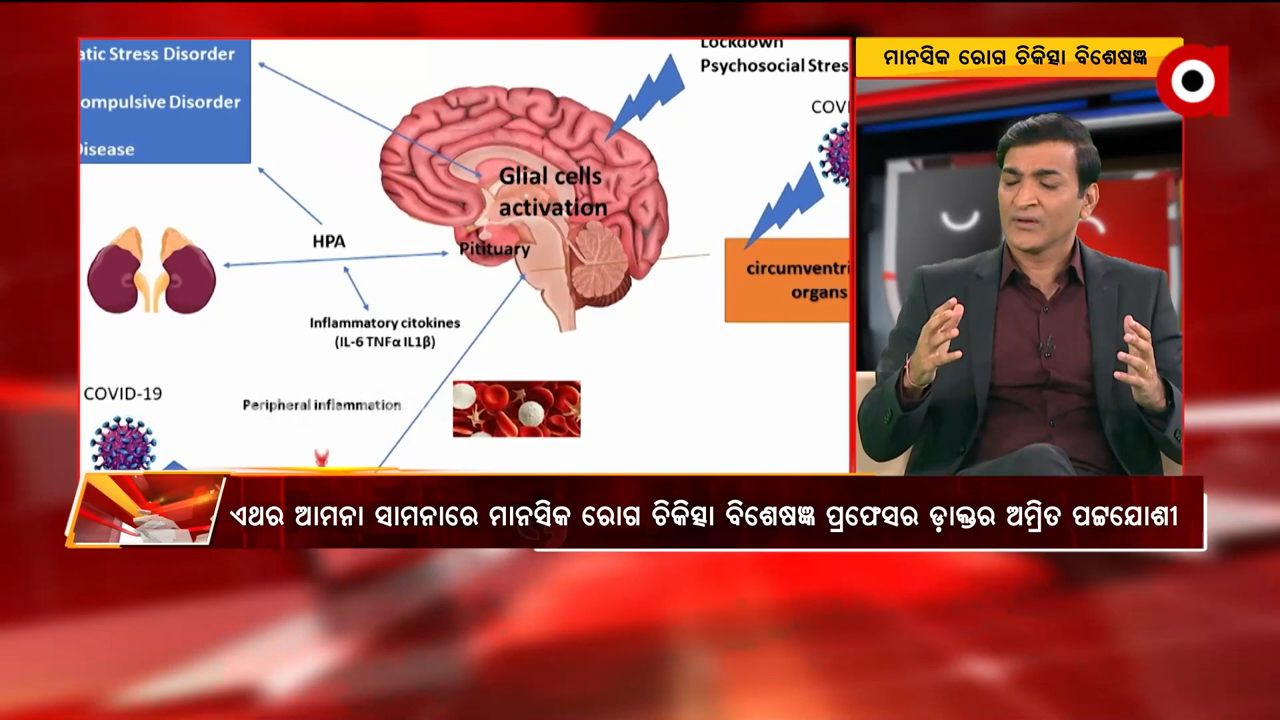 atic Stress Disorder
ompulsive Disorder
Disease
HPA
Inflammatory citokines
(IL-6 TNFα IL1β)
COVID-19
Peripheral inflammation
Glial cells
activation
Pitituary
Lockdown
Psychosocial Stres
COVI
circumventri
organs
ମାନସିକ ରୋଗ ଚିକିତ୍ସା ବିଶେଷଜ୍ଞ
ଏଥର ଆମନା ସାମନାରେ ମାନସିକ ରୋଗ ଚିକିତ୍ସା ବିଶେଷଜ୍ଞ ପ୍ରଫେସର ଡ଼ାକ୍ତର ଅମ୍ରିତ ପଟ୍ଟଯୋଶୀ